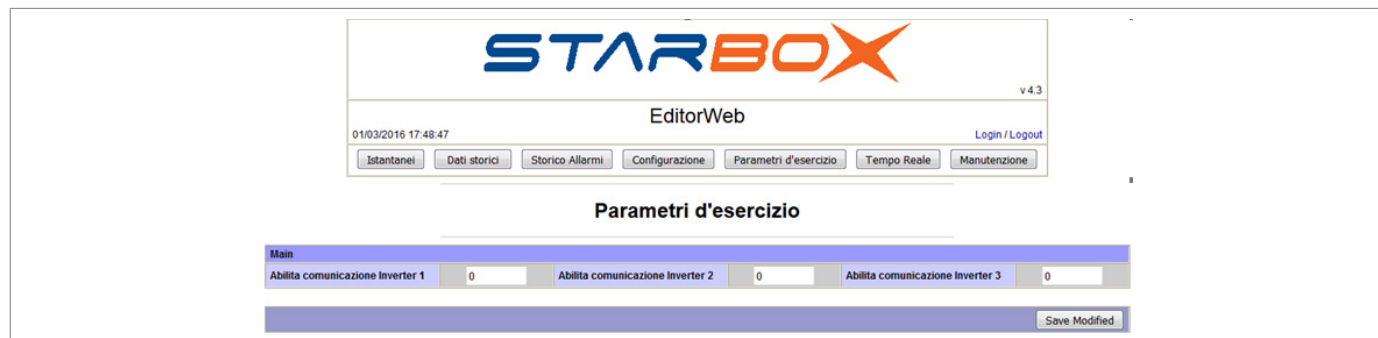 STARBOX
v 4.3
EditorWeb
01/03/2016 17:48:47 Login / Logout
Istantanei Dati storici Storico Allarmi Configurazione Parametri d'esercizio Tempo Reale Manutenzione
Parametri d'esercizio
Main
Abilita comunicazione Inverter 1 0 Abilita comunicazione Inverter 2 0 Abilita comunicazione Inverter 3 0
Save Modified